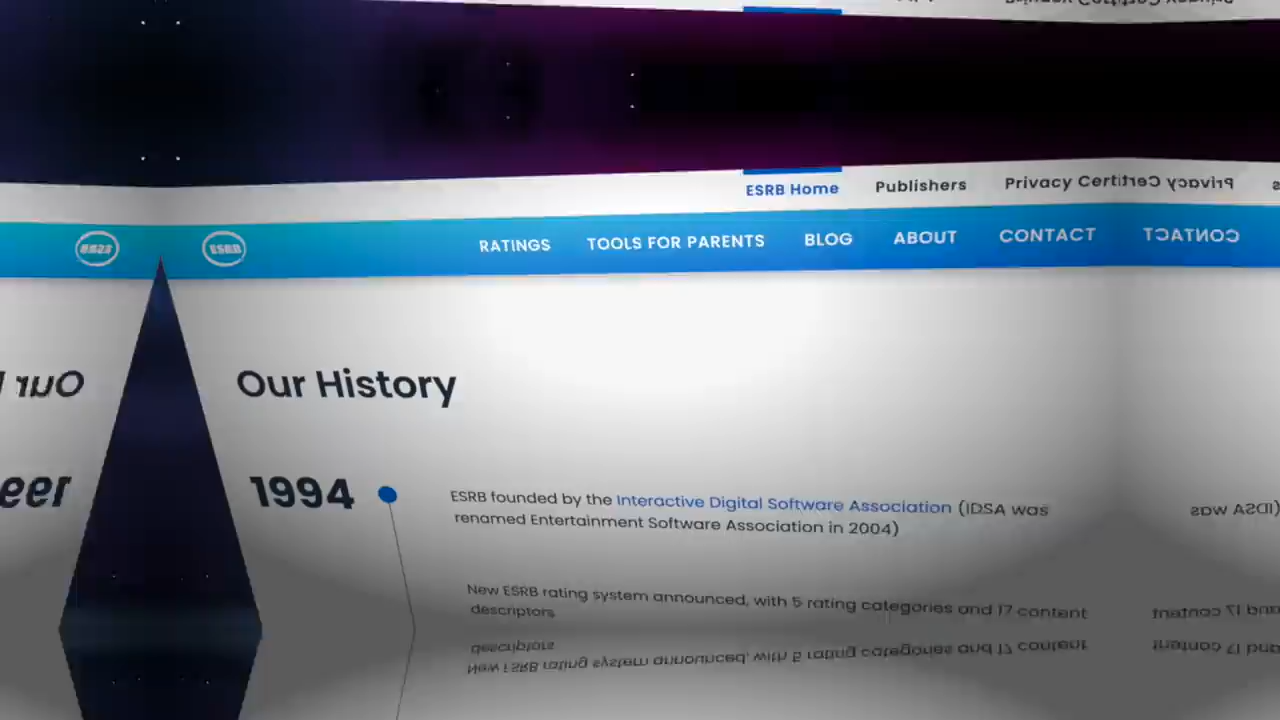 ESRB Home Publishers Privacy Certified
ESRB RATINGS TOOLS FOR PARENTS BLOG ABOUT CONTACT
Our History
1994
ESRB founded by the Interactive Digital Software Association (IDSA was
renamed Entertainment Software Association in 2004)
New ESRB rating system announced, with 5 rating categories and 17 content
descriptors